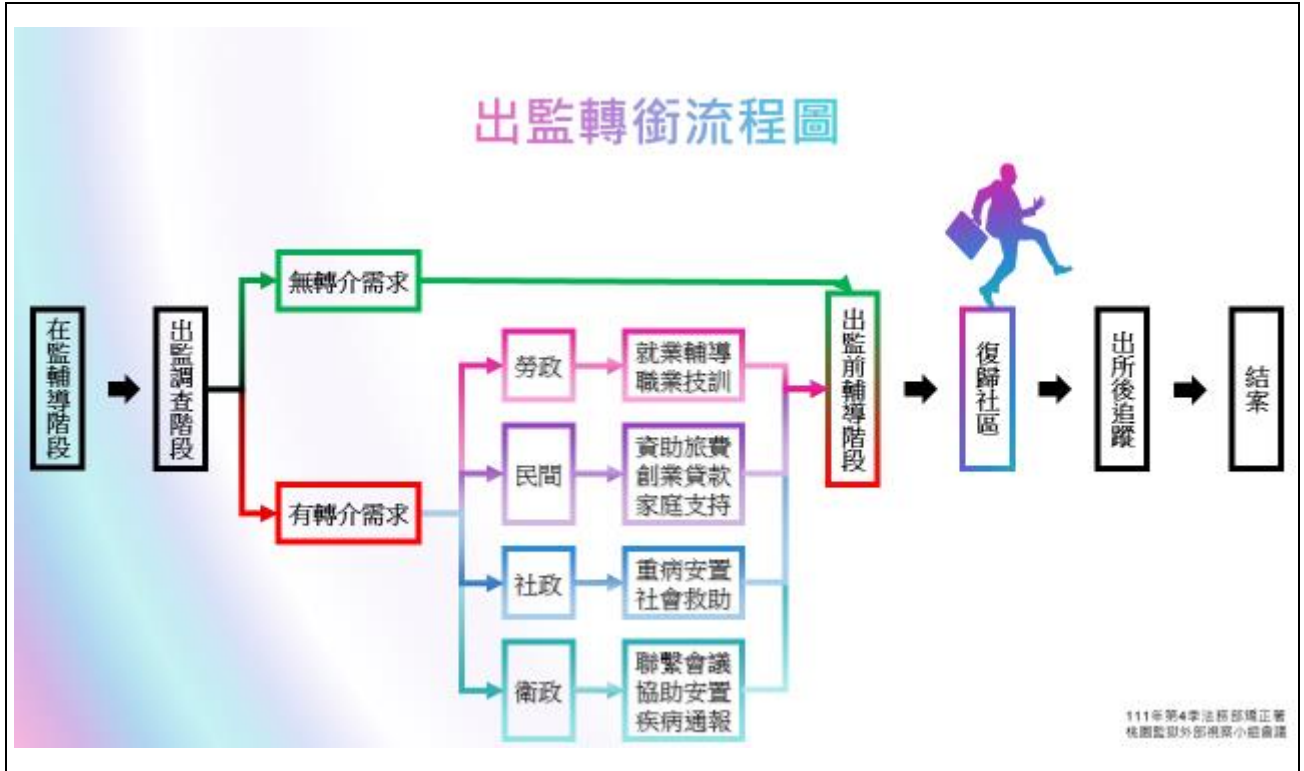 出監轉銜流程圖
在監輔導階段
出監調查階段
無轉介需求
有轉介需求
勞政
就業輔導
職業技訓
民間
資助旅費
創業貸款
家庭支持
社政
重病安置
社會救助
衛政
聯繫會議
協助安置
疾病通報
出監前輔導階段
復歸社區
出所後追蹤
結案
111年第4季法務部矯正署
桃園監獄外部視察小組會議